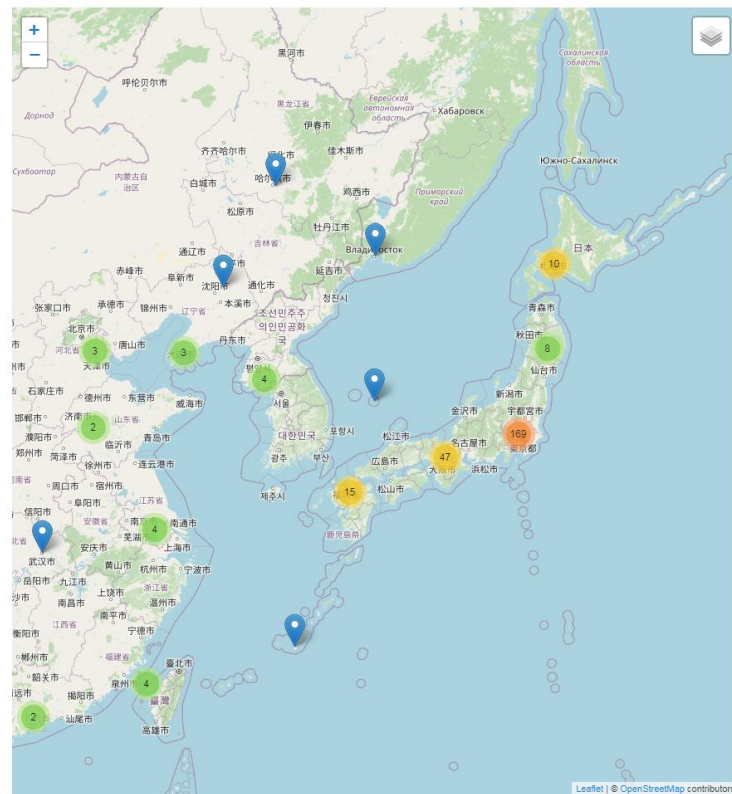 +
−
黑河市
Сахалинская
область
呼伦贝尔市
Дорнод
黑龙江省
Еврейская
автономная
область
Хабаровск
伊春市
齐齐哈尔市
佳木斯市
Сүхбаатар
内蒙古自
治区
白城市
鸡西市
Южно-Сахалинск
Приморский
край
松原市
牡丹江市
吉林省
日本
通辽市
延吉市
10
赤峰市
阜新市
沈阳市
通化市
청진시
张家口市
承德市
锦州市
辽宁省
本溪市
青森市
조선민주주
의인민공화
국
北京市
唐山市
丹东市
秋田市
8
河北省
3
3
天津市
4
仙台市
石家庄市
德州市
东营市
威海市
서울
新潟市
邯郸市
济南市
2
山东省
金沢市
宇都宮市
濮阳市
青岛市
대한민국
포항시
松江市
169
郑州市
菏泽市
临沂市
名古屋市
東京都
徐州市
连云港市
광주
부산
広島市
47
浜松市
周口市
宿州市
제주시
15
松山市
信阳市
阜阳市
江苏省
安徽省
4
南通市
鹿児島県
芜湖
上海市
武汉市
安庆市
岳阳市
九江市
黄山市
杭州市
宁波市
南昌市
上饶市
浙江省
温州市
江西省
南平市
衡阳市
宁德市
郴州市
福建省
臺北市
韶关市
泉州市
4
臺灣
揭阳市
2
汕尾市
高雄市
Leaflet | © OpenStreetMap contributors